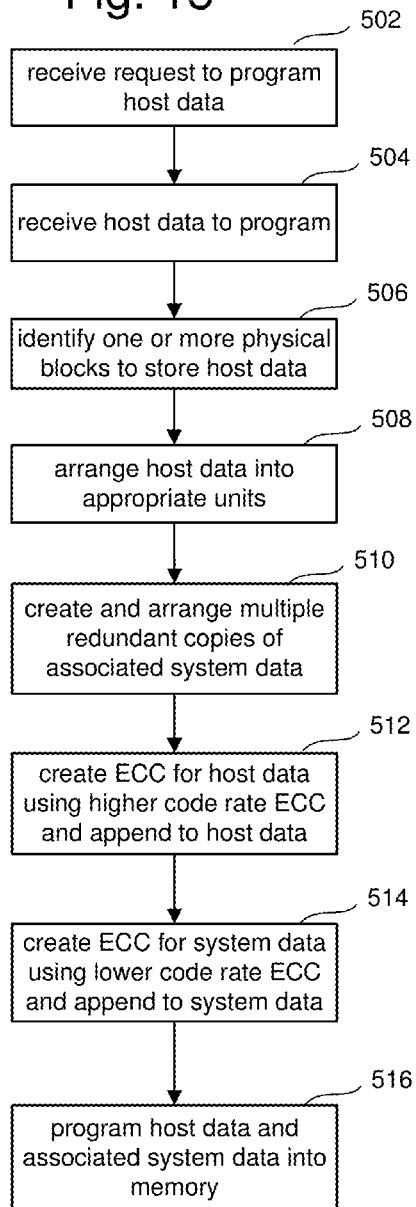 502
receive request to program
host data
504
receive host data to program
506
identify one or more physical
blocks to store host data
508
arrange host data into
appropriate units
510
create and arrange multiple
redundant copies of
associated system data
512
create ECC for host data
using higher code rate ECC
and append to host data
514
create ECC for system data
using lower code rate ECC
and append to system data
516
program host data and
associated system data into
memory